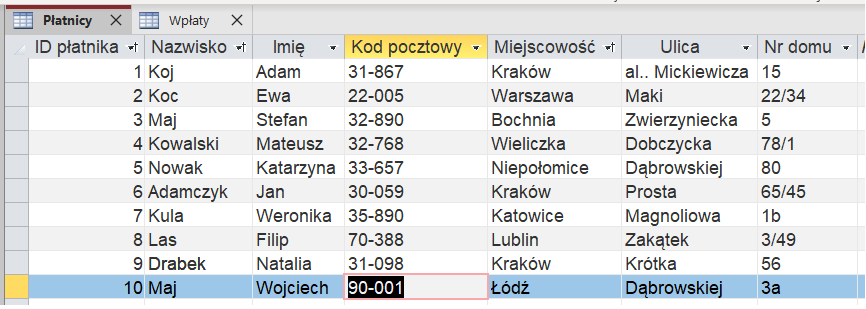 Płatnicy Wpłaty
ID płatnika Nazwisko Imię Kod pocztowy Miejscowość Ulica Nr domu
1 Koj Adam 31-867 Kraków al.. Mickiewicza 15
2 Koc Ewa 22-005 Warszawa Maki 22/34
3 Maj Stefan 32-890 Bochnia Zwierzyniecka 5
4 Kowalski Mateusz 32-768 Wieliczka Dobczycka 78/1
5 Nowak Katarzyna 33-657 Niepołomice Dąbrowskiej 80
6 Adamczyk Jan 30-059 Kraków Prosta 65/45
7 Kula Weronika 35-890 Katowice Magnoliowa 1b
8 Las Filip 70-388 Lublin Zakątek 3/49
9 Drabek Natalia 31-098 Kraków Krótka 56
10 Maj Wojciech 90-001 Łódź Dąbrowskiej 3a